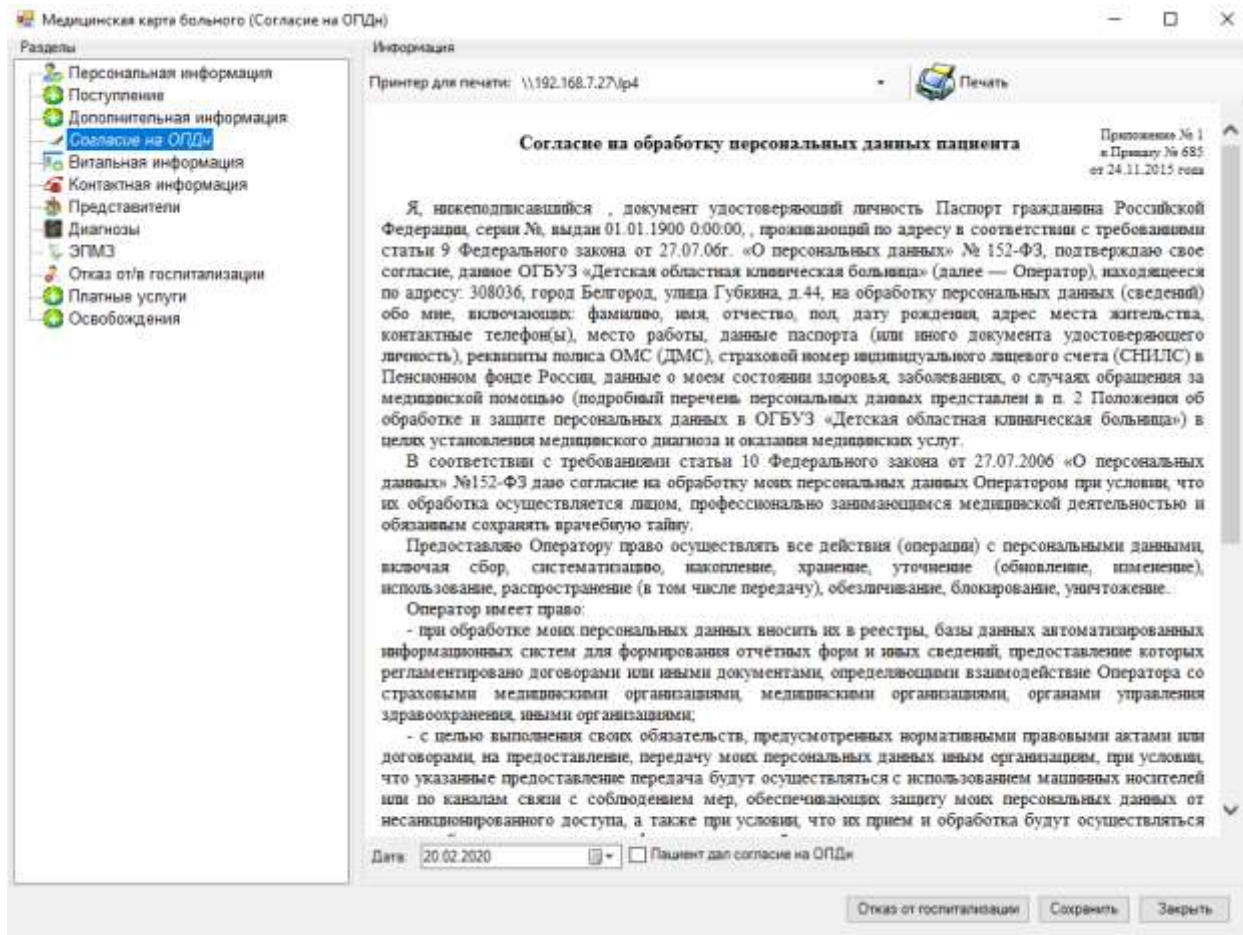 Медицинская карта больного (Согласие на ОПДн)
Разделы
Персональная информация
Поступление
Дополнительная информация
Согласие на ОПДн
Витальная информация
Контактная информация
Представители
Диагнозы
ЭПМЗ
Отказ от/в госпитализации
Платные услуги
Освобождения
Информация
Принтер для печати: \\192.168.7.27\lp4
Печать
Согласие на обработку персональных данных пациента
Приложение № 1
к Приказу № 685
от 24.11.2015 года
Я, нижеподписавшийся , документ удостоверяющий личность Паспорт гражданина Российской
Федерации, серия №, выдан 01.01.1900 0:00:00, , проживающий по адресу в соответствии с требованиями
статьи 9 Федерального закона от 27.07.06г. «О персональных данных» № 152-ФЗ, подтверждаю свое
согласие, данное ОГБУЗ «Детская областная клиническая больница» (далее — Оператор), находящееся
по адресу: 308036, город Белгород, улица Губкина, д.44, на обработку персональных данных (сведений)
обо мне, включающих: фамилию, имя, отчество, пол, дату рождения, адрес места жительства,
контактные телефон(ы), место работы, данные паспорта (или иного документа удостоверяющего
личность), реквизиты полиса ОМС (ДМС), страховой номер индивидуального лицевого счета (СНИЛС) в
Пенсионном фонде России, данные о моем состоянии здоровья, заболеваниях, о случаях обращения за
медицинской помощью (подробный перечень персональных данных представлен в п. 2 Положения об
обработке и защите персональных данных в ОГБУЗ «Детская областная клиническая больница») в
целях установления медицинского диагноза и оказания медицинских услуг.
В соответствии с требованиями статьи 10 Федерального закона от 27.07.2006 «О персональных
данных» №152-ФЗ даю согласие на обработку моих персональных данных Оператором при условии, что
их обработка осуществляется лицом, профессионально занимающимся медицинской деятельностью и
обязанным сохранять врачебную тайну.
Предоставляю Оператору право осуществлять все действия (операции) с персональными данными,
включая сбор, систематизацию, накопление, хранение, уточнение (обновление, изменение),
использование, распространение (в том числе передачу), обезличивание, блокирование, уничтожение.
Оператор имеет право:
- при обработке моих персональных данных вносить их в реестры, базы данных автоматизированных
информационных систем для формирования отчётных форм и иных сведений, предоставление которых
регламентировано договорами или иными документами, определяющими взаимодействие Оператора со
страховыми медицинскими организациями, медицинскими организациями, органами управления
здравоохранения, иными организациями;
- с целью выполнения своих обязательств, предусмотренных нормативными правовыми актами или
договорами, на предоставление, передачу моих персональных данных иным организациям, при условии,
что указанные предоставление передача будут осуществляться с использованием машинных носителей
или по каналам связи с соблюдением мер, обеспечивающих защиту моих персональных данных от
несанкционированного доступа, а также при условии, что их прием и обработка будут осуществляться
Дата: 20.02.2020
Пациент дал согласие на ОПДн
Отказ от госпитализации
Сохранить
Закрыть